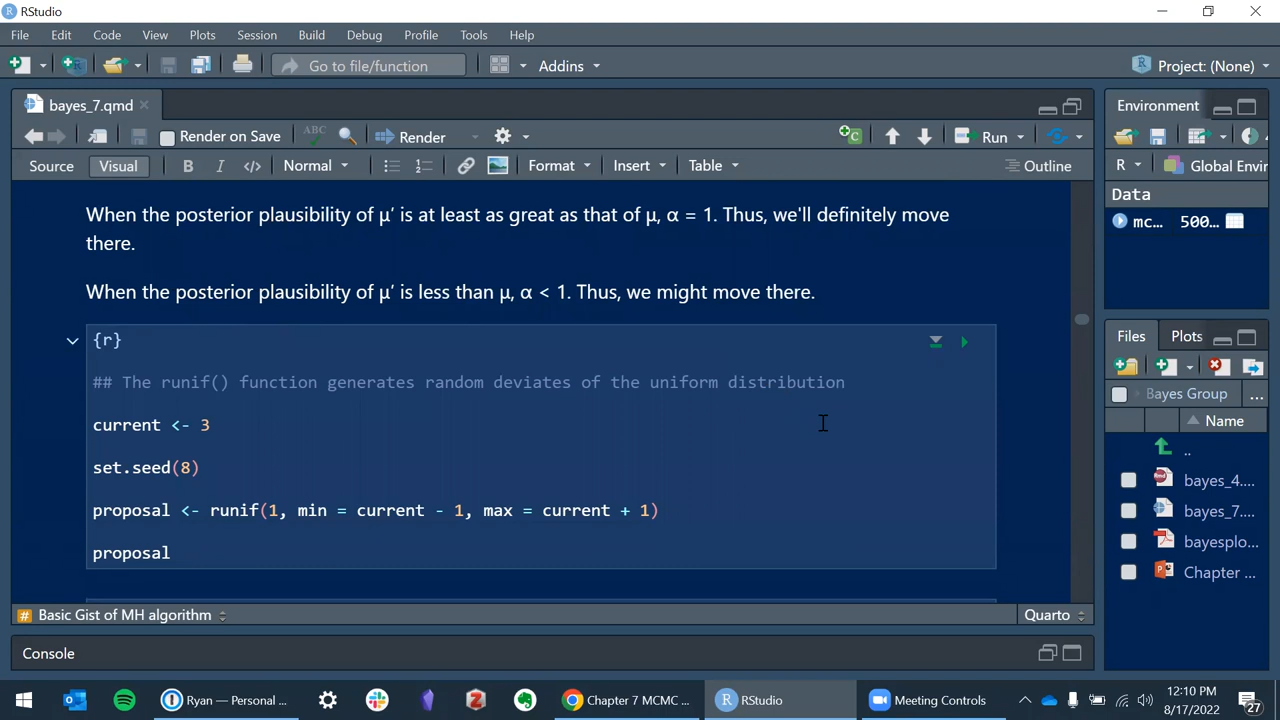 RStudio
File Edit Code View Plots Session Build Debug Profile Tools Help
Go to file/function Addins Project: (None)
bayes_7.qmd
Render on Save ABC Render Run
Source Visual B I </> Normal Format Insert Table Outline
When the posterior plausibility of μ′ is at least as great as that of μ, α = 1. Thus, we'll definitely move
there.
When the posterior plausibility of μ′ is less than μ, α < 1. Thus, we might move there.
{r}
## The runif() function generates random deviates of the uniform distribution
current <- 3
set.seed(8)
proposal <- runif(1, min = current - 1, max = current + 1)
proposal
# Basic Gist of MH algorithm Quarto
Console
Environment
R Global Envir
Data
mc... 500...
Files Plots
Bayes Group ...
Name
..
bayes_4....
bayes_7....
bayesplo...
Chapter ...
Ryan — Personal Chapter 7 MCMC RStudio Meeting Controls
12:10 PM
8/17/2022
27